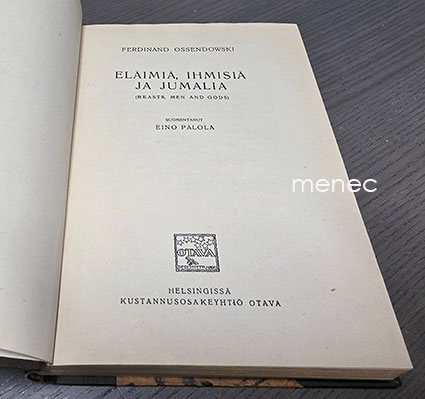 FERDINAND OSSENDOWSKI
ELÄIMIÄ, IHMISIÄ
JA JUMALIA
(BEASTS, MEN AND GODS)
SUOMENTANUT
EINO PALOLA
menec
OTAVA
HELSINGISSÄ
KUSTANNUSOSAKEYHTIÖ OTAVA